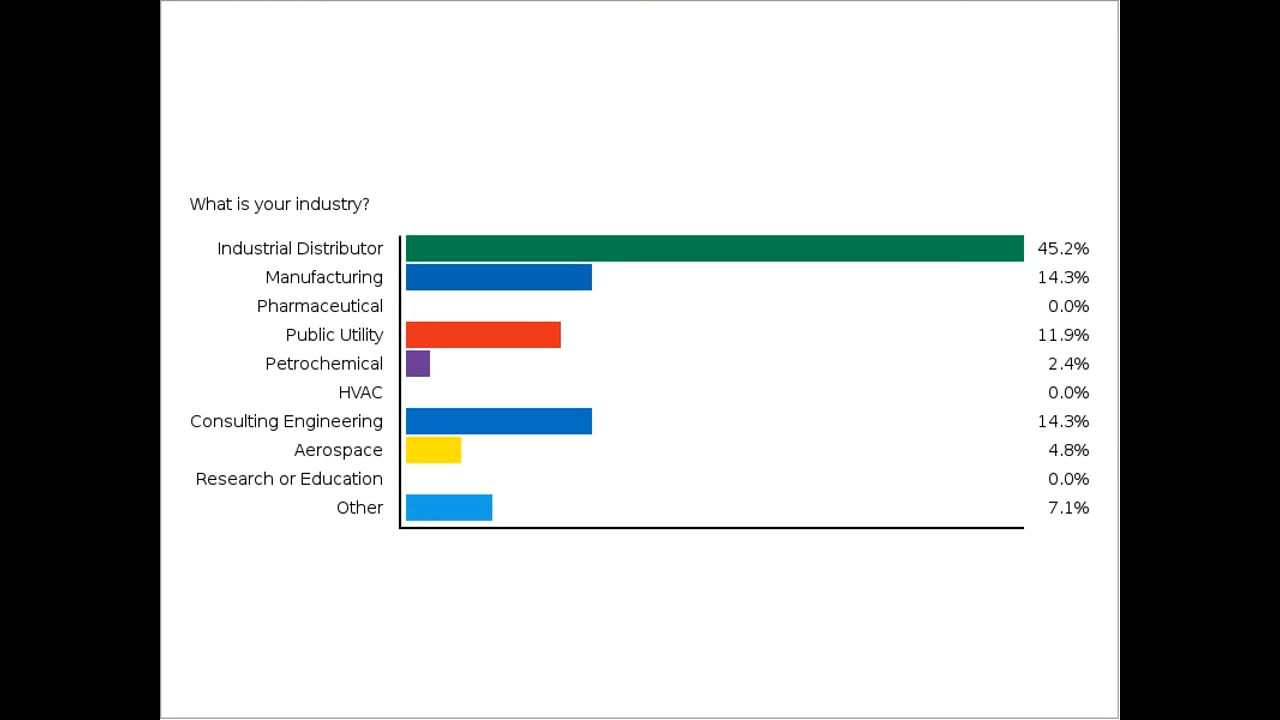 What is your industry?
Industrial Distributor 45.2%
Manufacturing 14.3%
Pharmaceutical 0.0%
Public Utility 11.9%
Petrochemical 2.4%
HVAC 0.0%
Consulting Engineering 14.3%
Aerospace 4.8%
Research or Education 0.0%
Other 7.1%